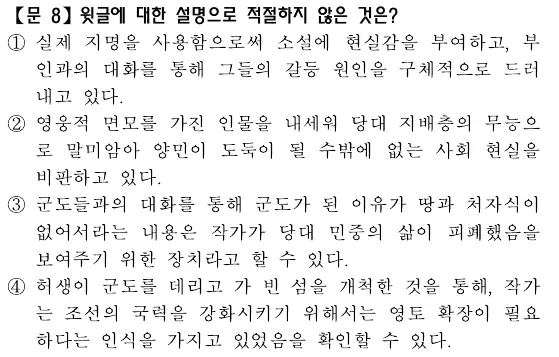 【문 8】윗글에 대한 설명으로 적절하지 않은 것은?
① 실제 지명을 사용함으로써 소설에 현실감을 부여하고, 부
인과의 대화를 통해 그들의 갈등 원인을 구체적으로 드러
내고 있다.
② 영웅적 면모를 가진 인물을 내세워 당대 지배층의 무능으
로 말미암아 양민이 도둑이 될 수밖에 없는 사회 현실을
비판하고 있다.
③ 군도들과의 대화를 통해 군도가 된 이유가 땅과 처자식이
없어서라는 내용은 작가가 당대 민중의 삶이 피폐했음을
보여주기 위한 장치라고 할 수 있다.
④ 허생이 군도를 데리고 가 빈 섬을 개척한 것을 통해, 작가
는 조선의 국력을 강화시키기 위해서는 영토 확장이 필요
하다는 인식을 가지고 있었음을 확인할 수 있다.